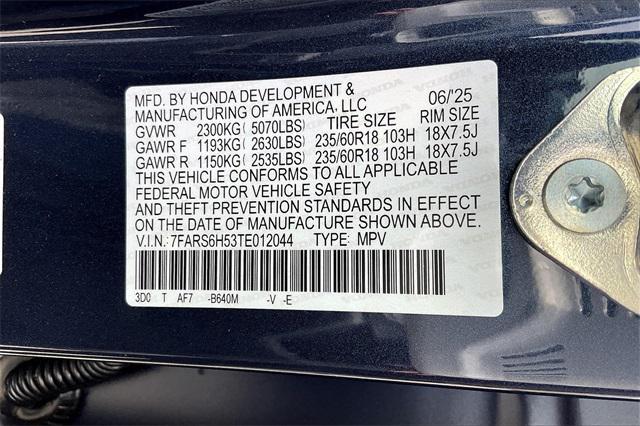 MFD. BY HONDA DEVELOPMENT &
MANUFACTURING OF AMERICA, LLC 06/'25
GVWR 2300KG( 5070LBS) TIRE SIZE RIM SIZE
GAWR F 1193KG( 2630LBS) 235/60R18 103H 18X7.5J
GAWR R 1150KG( 2535LBS) 235/60R18 103H 18X7.5J
THIS VEHICLE CONFORMS TO ALL APPLICABLE
FEDERAL MOTOR VEHICLE SAFETY
AND THEFT PREVENTION STANDARDS IN EFFECT
ON THE DATE OF MANUFACTURE SHOWN ABOVE.
V.I.N.: 7FARS6H53TE012044 TYPE: MPV
3D0 T AF7 -B640M -V -E